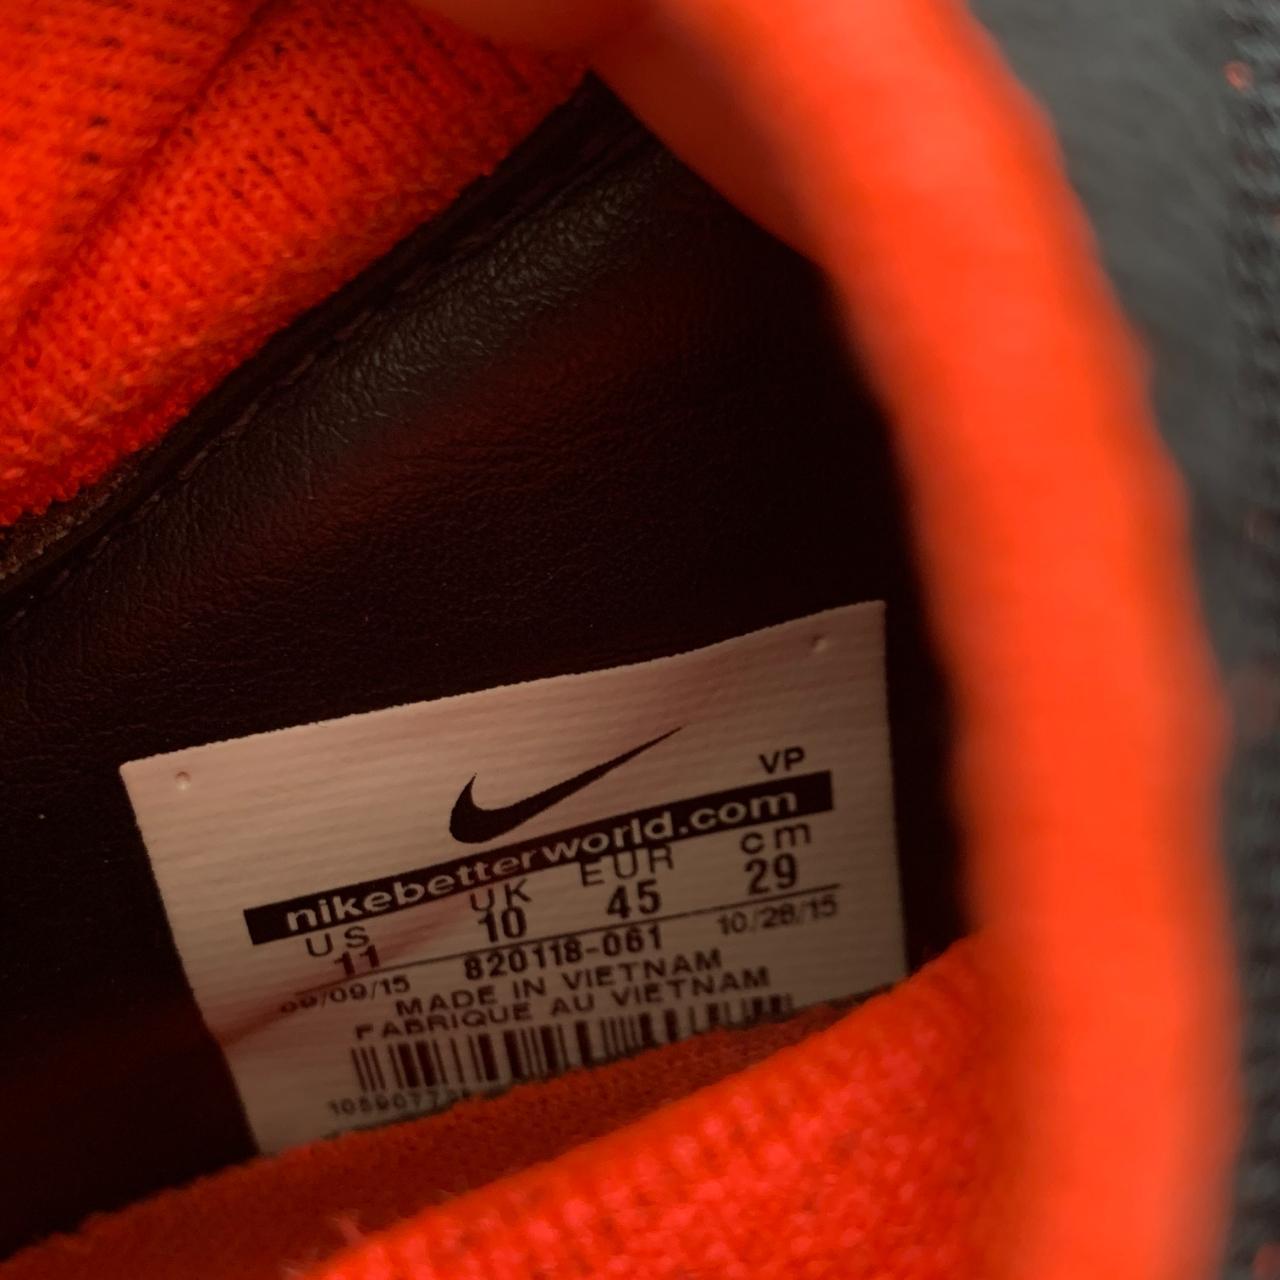 VP
nikebetterworld.com
US UK EUR cm
11 10 45 29
09/09/15 820118-061 10/28/15
MADE IN VIETNAM
FABRIQUE AU VIETNAM